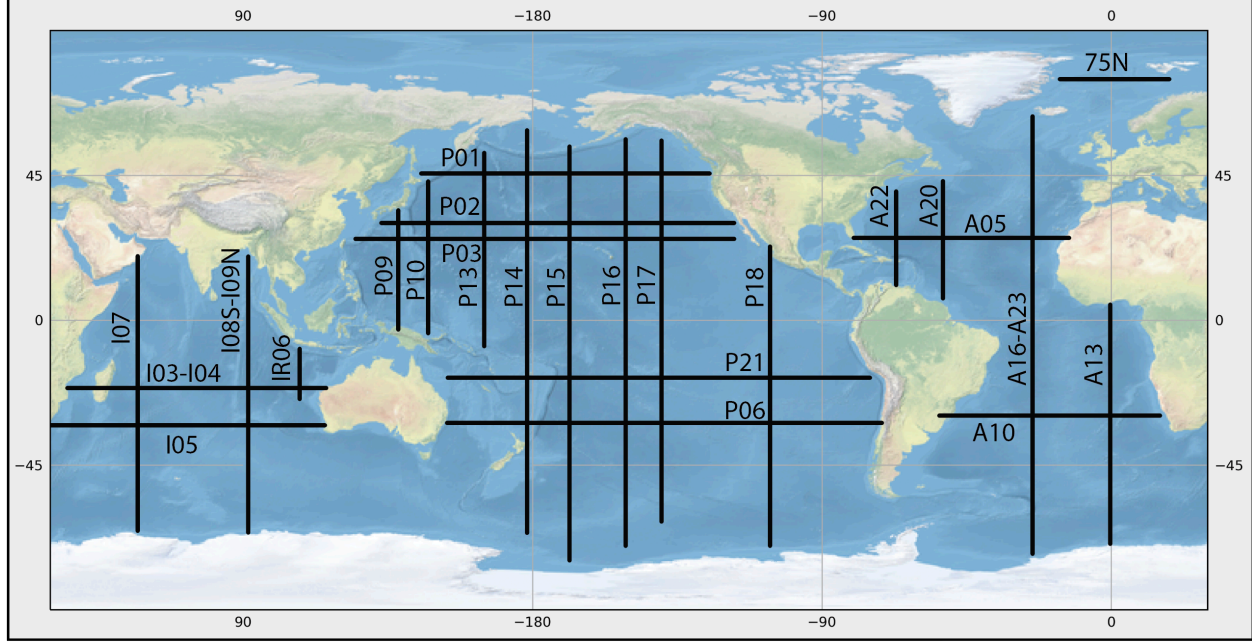 90 −180 −90 0
75N
P01
45 45
P02
A22 A20
A05
P03
P09 P10 P13 P14 P15 P16 P17 P18
I07 I08S-I09N IR06
A16-A23 A13
0 0
P21
I03-I04
P06
A10
I05
−45 −45
90 −180 −90 0